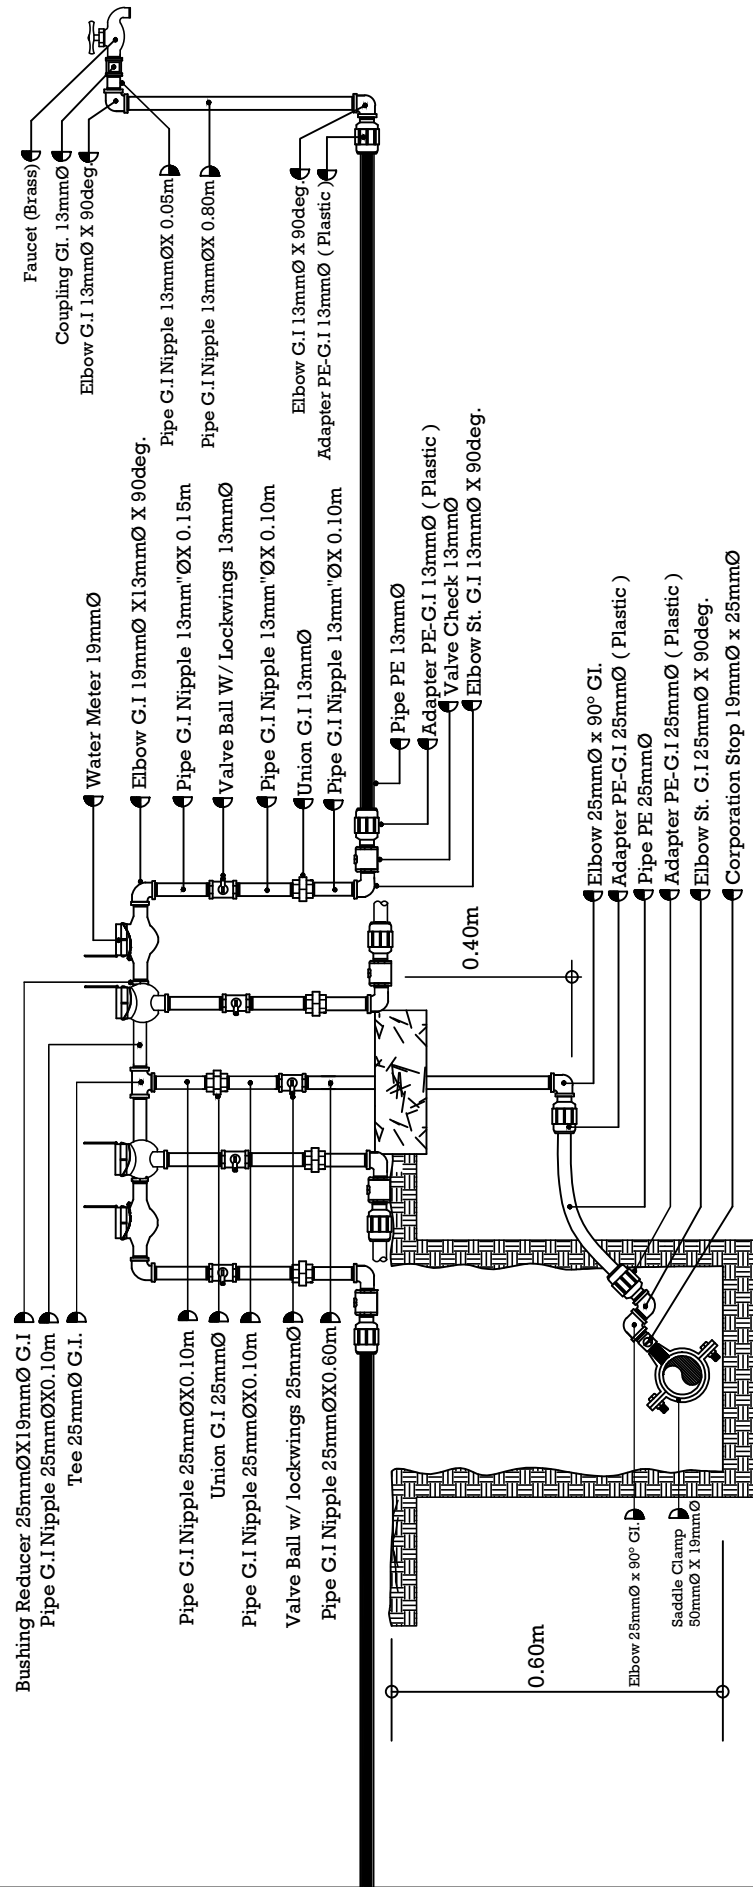 Faucet (Brass)
Coupling GI. 13mmØ
Elbow G.I 13mmØ X 90deg.
Pipe G.I Nipple 13mmØX 0.05m
Pipe G.I Nipple 13mmØX 0.80m
Elbow G.I 13mmØ X 90deg.
Adapter PE-G.I 13mmØ ( Plastic )
Water Meter 19mmØ
Elbow G.I 19mmØ X13mmØ X 90deg.
Pipe G.I Nipple 13mm"ØX 0.15m
Valve Ball W/ Lockwings 13mmØ
Pipe G.I Nipple 13mm"ØX 0.10m
Union G.I 13mmØ
Pipe G.I Nipple 13mm"ØX 0.10m
Pipe PE 13mmØ
Adapter PE-G.I 13mmØ ( Plastic )
Valve Check 13mmØ
Elbow St. G.I 13mmØ X 90deg.
0.40m
Elbow 25mmØ x 90° GI.
Adapter PE-G.I 25mmØ ( Plastic )
Pipe PE 25mmØ
Adapter PE-G.I 25mmØ ( Plastic )
Elbow St. G.I 25mmØ X 90deg.
Corporation Stop 19mmØ x 25mmØ
Bushing Reducer 25mmØX19mmØ G.I
Pipe G.I Nipple 25mmØX0.10m
Tee 25mmØ G.I.
Pipe G.I Nipple 25mmØX0.10m
Union G.I 25mmØ
Pipe G.I Nipple 25mmØX0.10m
Valve Ball w/ lockwings 25mmØ
Pipe G.I Nipple 25mmØX0.60m
0.60m
Elbow 25mmØ x 90° GI.
Saddle Clamp
50mmØ X 19mmØ